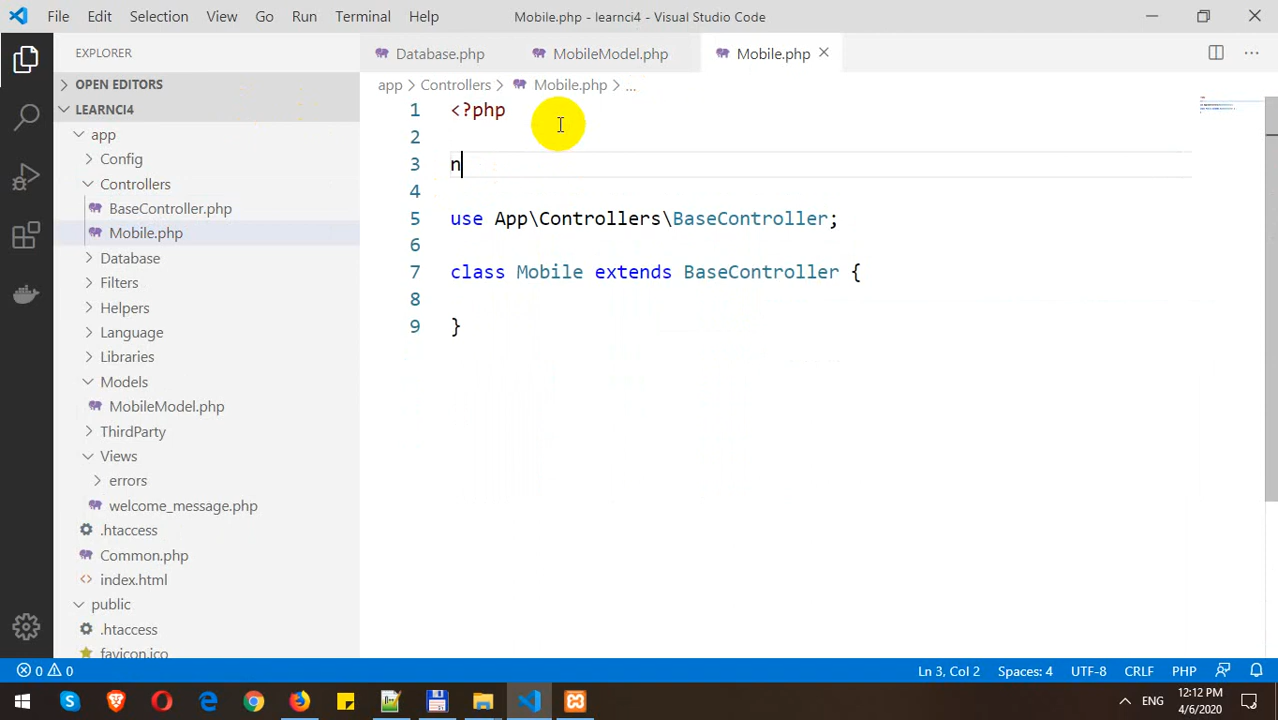 File Edit Selection View Go Run Terminal Help Mobile.php - learnci4 - Visual Studio Code
EXPLORER
Database.php MobileModel.php Mobile.php
OPEN EDITORS
LEARNCI4
app
Config
Controllers
BaseController.php
Mobile.php
Database
Filters
Helpers
Language
Libraries
Models
MobileModel.php
ThirdParty
Views
errors
welcome_message.php
.htaccess
Common.php
index.html
public
.htaccess
favicon.ico
app > Controllers > Mobile.php > ...
1 <?php
2
3 n
4
5 use App\Controllers\BaseController;
6
7 class Mobile extends BaseController {
8
9 }
0 0 Ln 3, Col 2 Spaces: 4 UTF-8 CRLF PHP
ENG 12:12 PM
4/6/2020